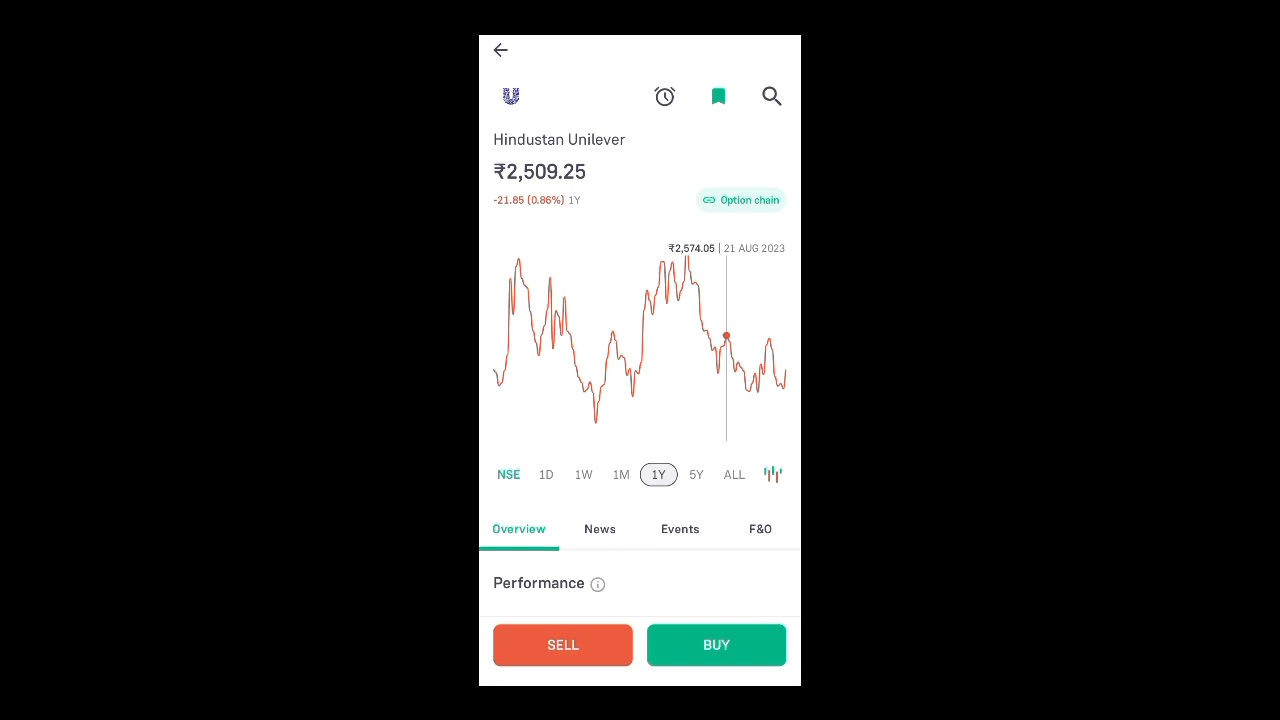 Hindustan Unilever
₹2,509.25
-21.85 (0.86%) 1Y
Option chain
₹2,574.05 | 21 AUG 2023
NSE 1D 1W 1M 1Y 5Y ALL
Overview News Events F&O
Performance
SELL BUY